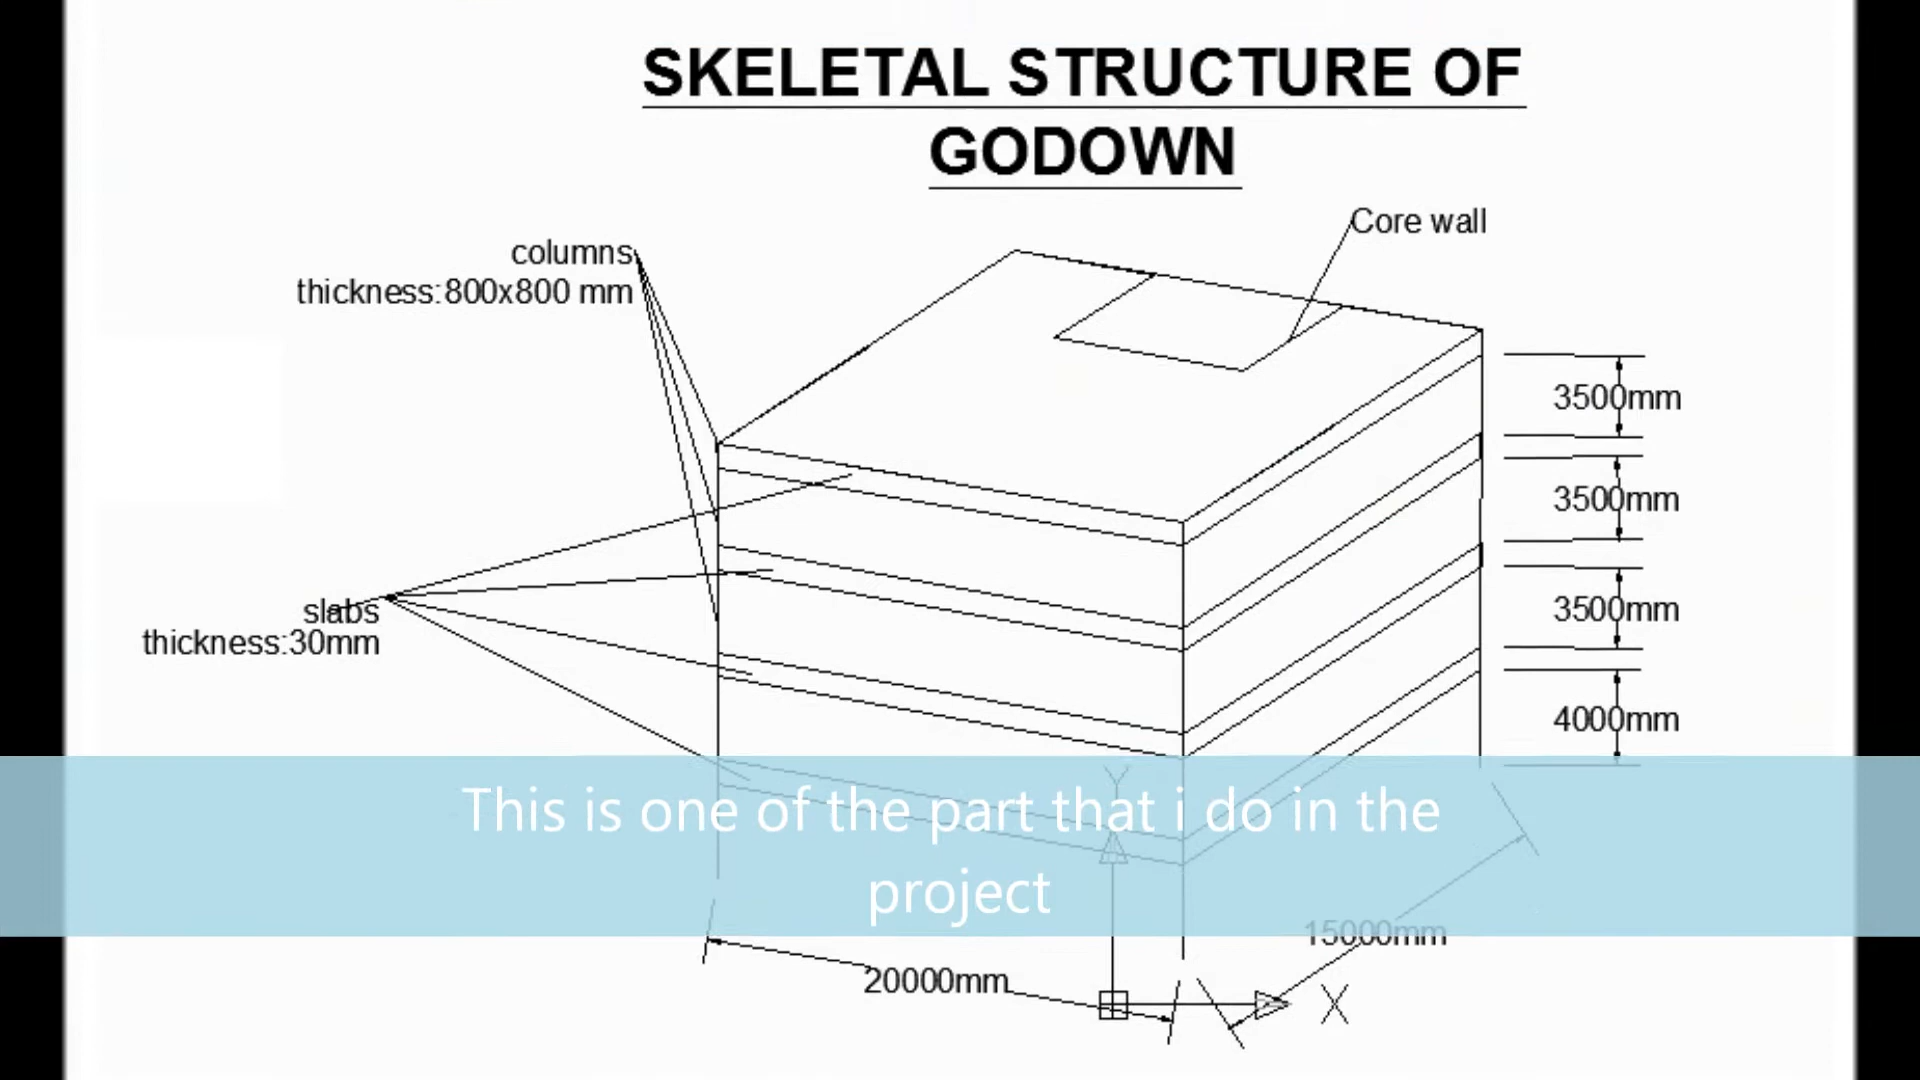 SKELETAL STRUCTURE OF
GODOWN
Core wall
columns
thickness:800x800 mm
3500mm
3500mm
slabs
thickness:30mm
3500mm
4000mm
Y
This is one of the part that i do in the
project
15000mm
20000mm
X